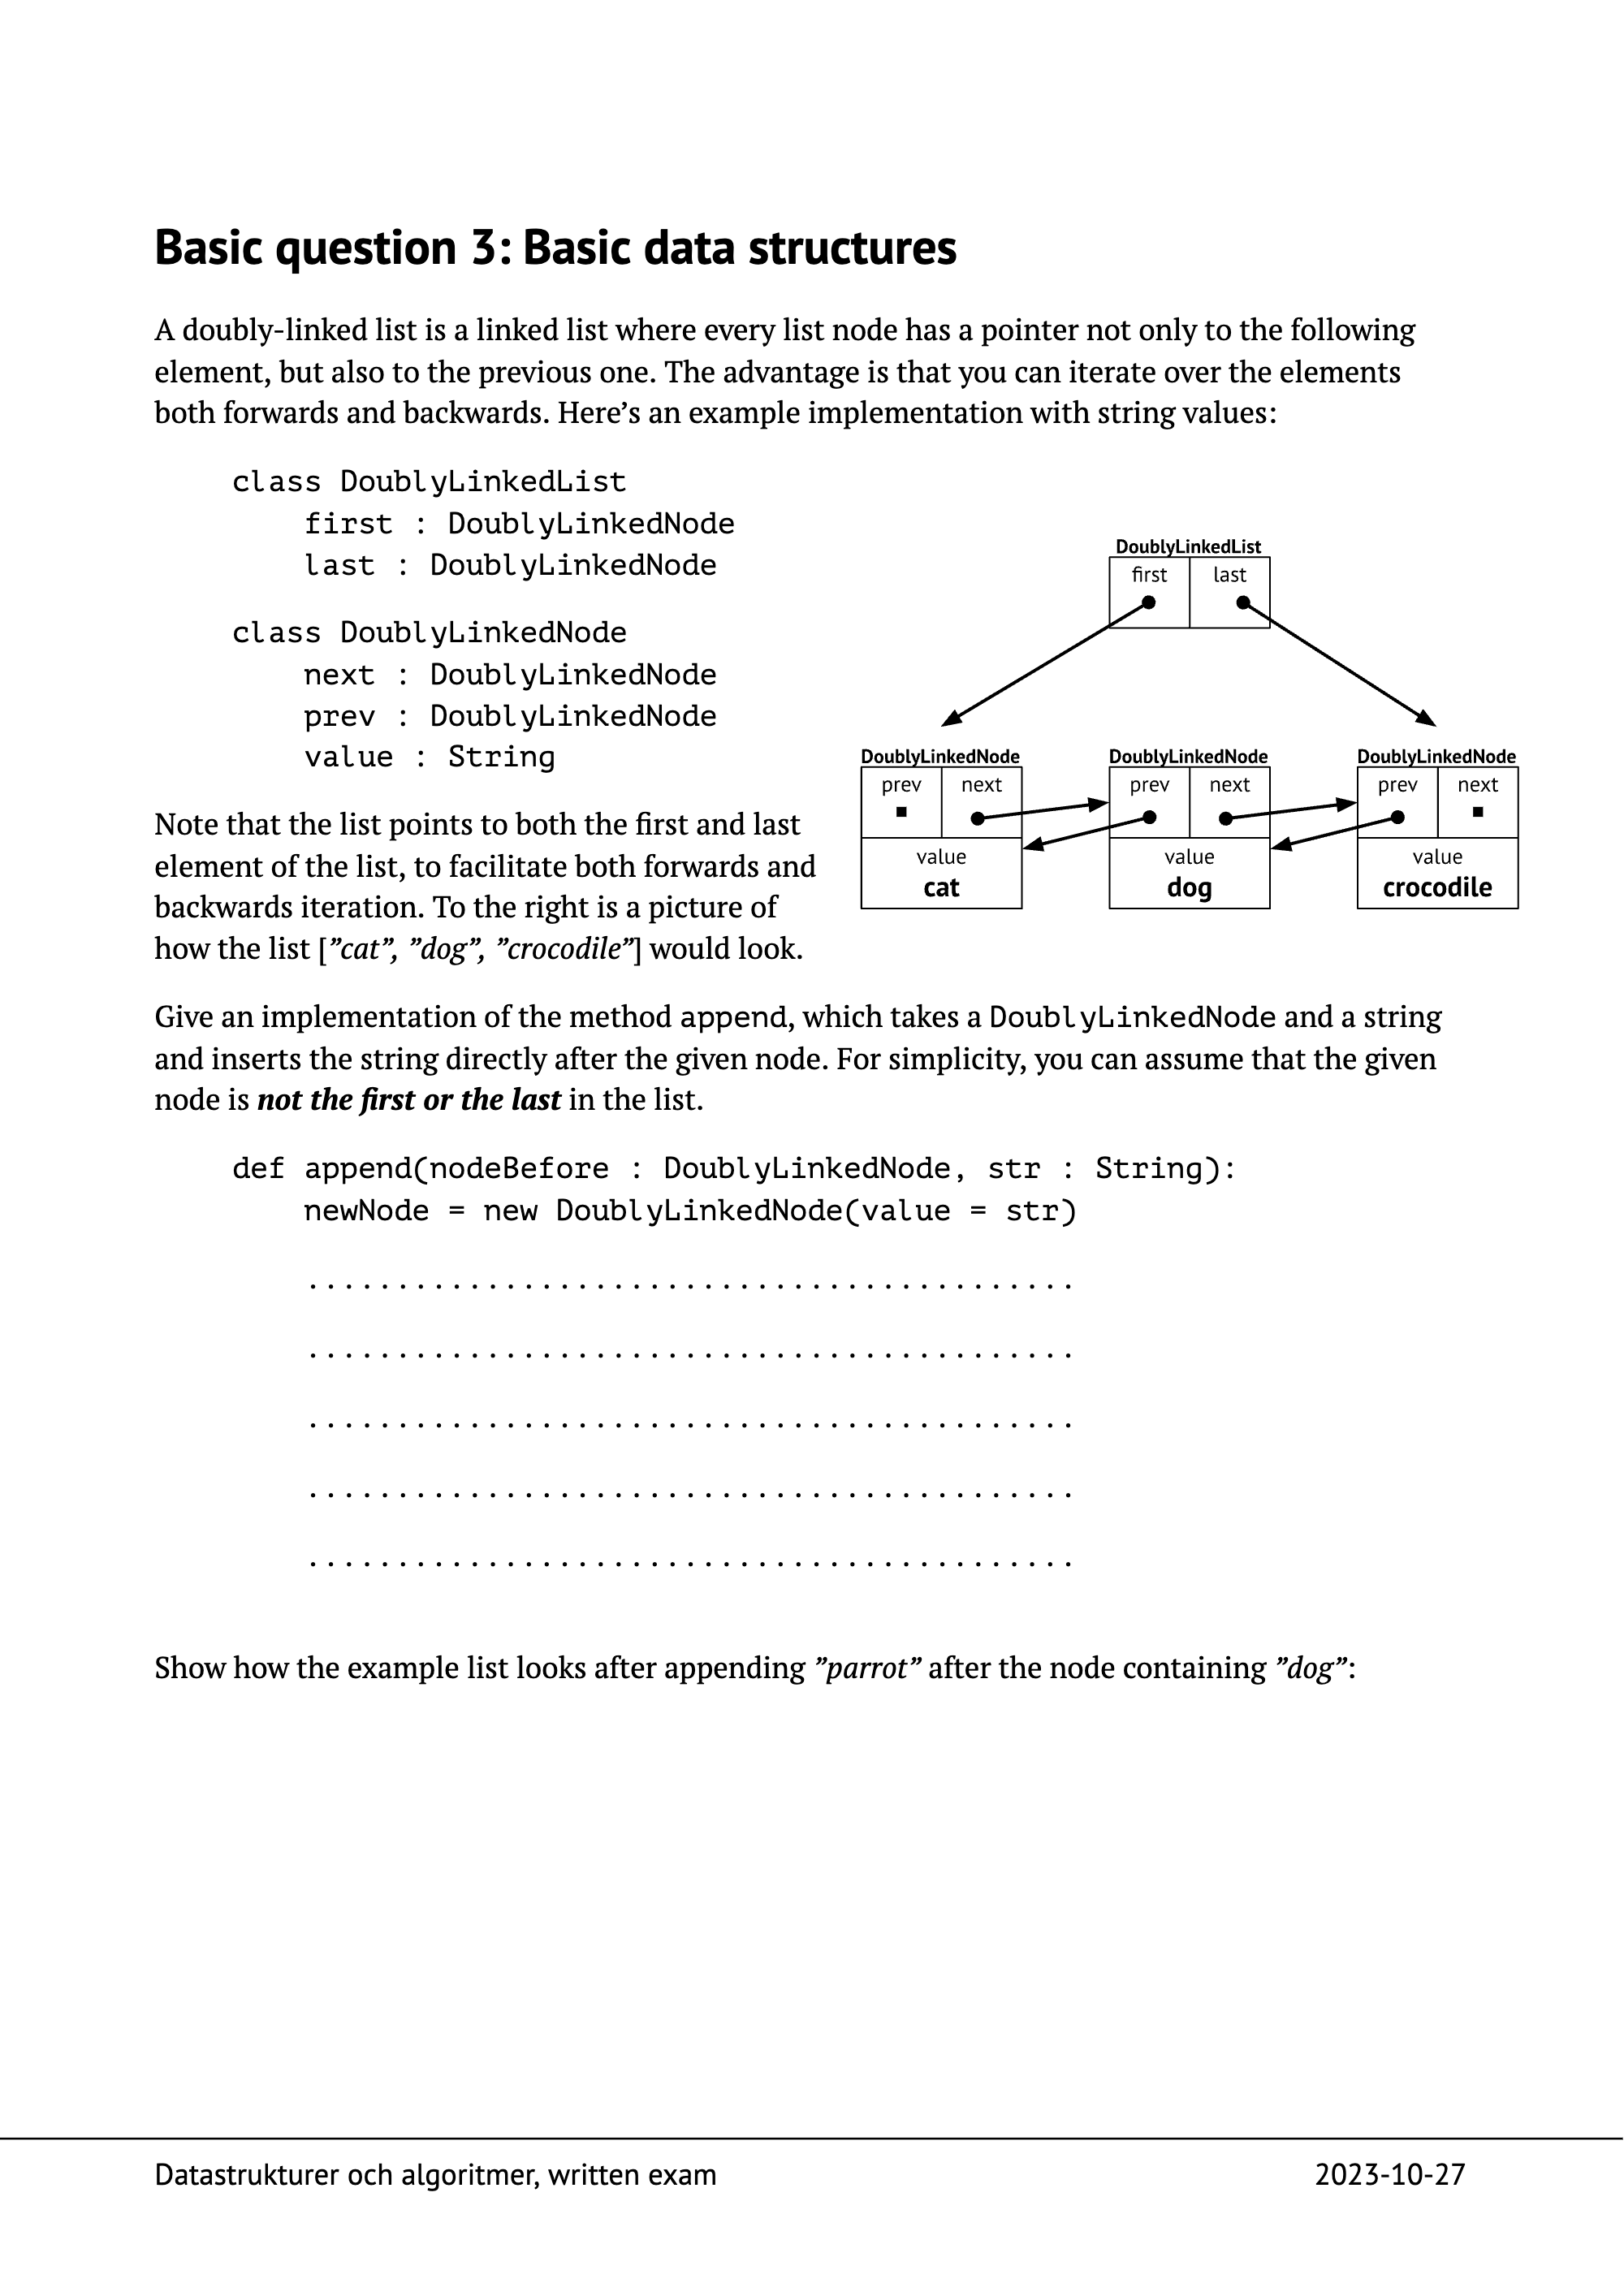 Basic question 3: Basic data structures
A doubly-linked list is a linked list where every list node has a pointer not only to the following
element, but also to the previous one. The advantage is that you can iterate over the elements
both forwards and backwards. Here’s an example implementation with string values:
class DoublyLinkedList
first : DoublyLinkedNode
last : DoublyLinkedNode
class DoublyLinkedNode
next : DoublyLinkedNode
prev : DoublyLinkedNode
value : String
Note that the list points to both the first and last
element of the list, to facilitate both forwards and
backwards iteration. To the right is a picture of
how the list [”cat”, ”dog”, ”crocodile”] would look.
DoublyLinkedList
first last
DoublyLinkedNode DoublyLinkedNode DoublyLinkedNode
prev next prev next prev next
value value value
cat dog crocodile
Give an implementation of the method append, which takes a DoublyLinkedNode and a string
and inserts the string directly after the given node. For simplicity, you can assume that the given
node is not the first or the last in the list.
def append(nodeBefore : DoublyLinkedNode, str : String):
newNode = new DoublyLinkedNode(value = str)
...........................................
...........................................
...........................................
...........................................
...........................................
Show how the example list looks after appending ”parrot” after the node containing ”dog”:
Datastrukturer och algoritmer, written exam 2023-10-27